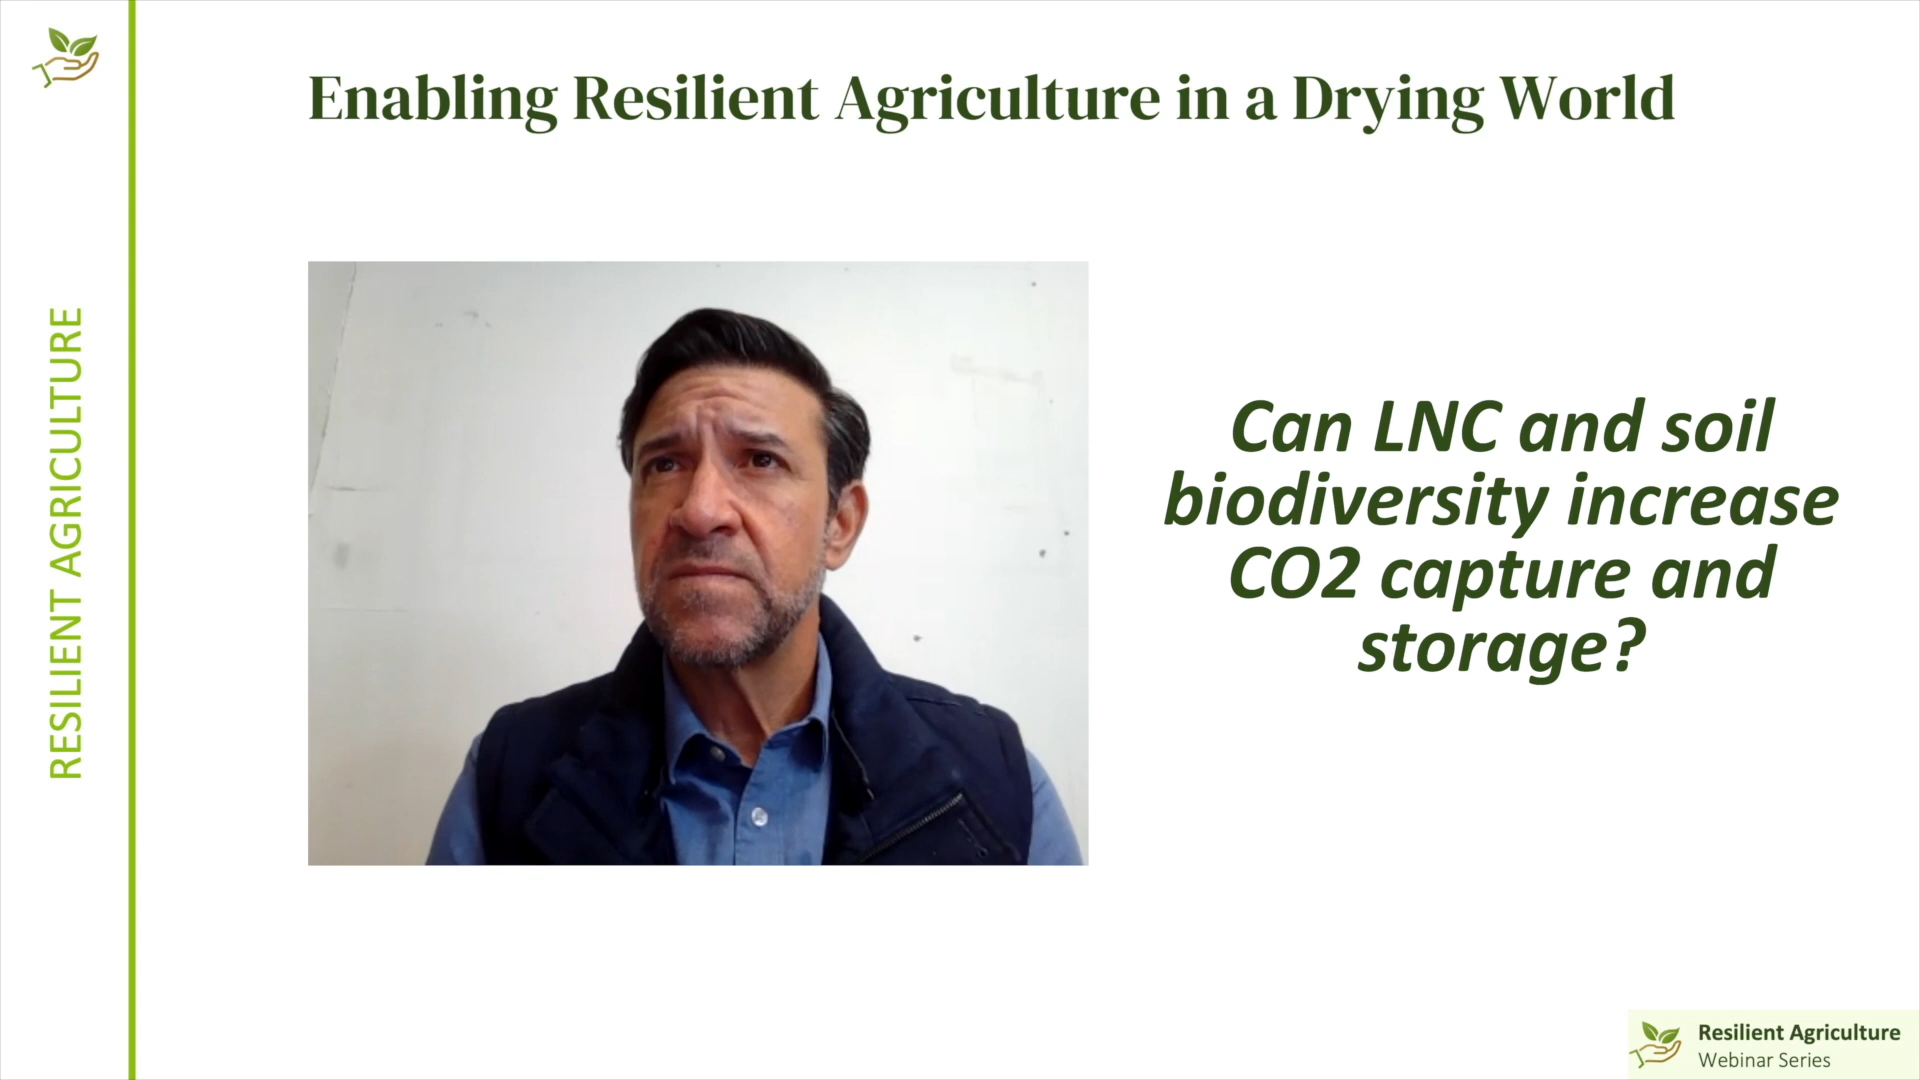 Enabling Resilient Agriculture in a Drying World
RESILIENT AGRICULTURE
Can LNC and soil
biodiversity increase
CO2 capture and
storage?
Resilient Agriculture
Webinar Series